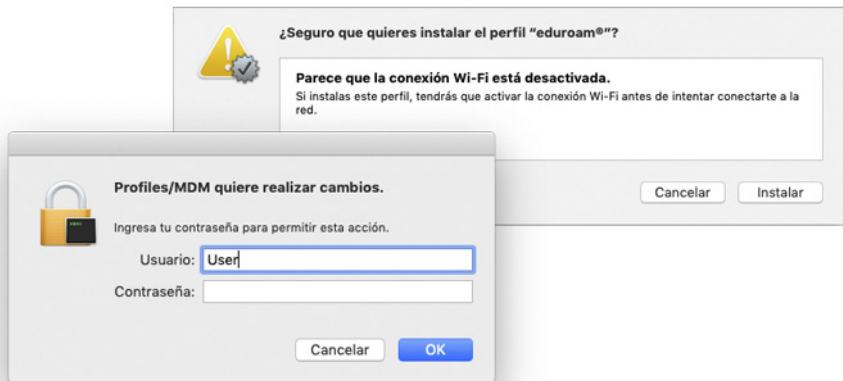 ¿Seguro que quieres instalar el perfil “eduroam®”?
Parece que la conexión Wi-Fi está desactivada.
Si instalas este perfil, tendrás que activar la conexión Wi-Fi antes de intentar conectarte a la
red.
Cancelar Instalar
Profiles/MDM quiere realizar cambios.
Ingresa tu contraseña para permitir esta acción.
Usuario: User
Contraseña:
Cancelar OK